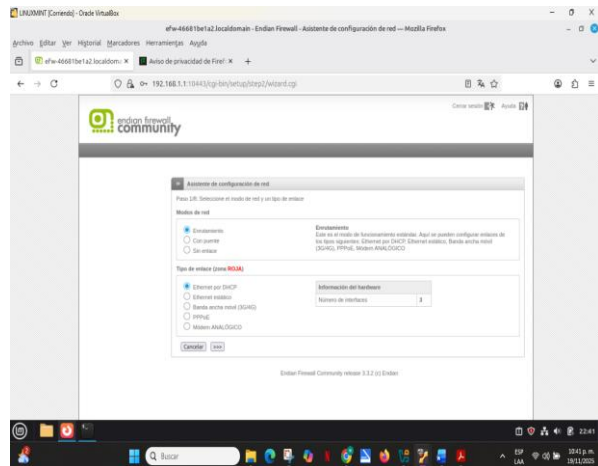 LINUXMINT [Corriendo] - Oracle VirtualBox
efw-46681be1a2.localdomain - Endian Firewall - Asistente de configuración de red — Mozilla Firefox
Archivo Editar Ver Historial Marcadores Herramientas Ayuda
efw-46681be1a2.localdom: × Aviso de privacidad de Firef: × +
192.168.1.1:10443/cgi-bin/setup/step2/wizard.cgi
Cerrar sesión Ayuda
endian firewall
community
Asistente de configuración de red
Paso 1/8: Seleccione el modo de red y un tipo de enlace
Modos de red
Enrutamiento
Con puente
Sin enlace
Enrutamiento
Este es el modo de funcionamiento estándar. Aquí se pueden configurar enlaces de
los tipos siguientes: Ethernet por DHCP, Ethernet estático, Banda ancha móvil
(3G/4G), PPPoE, Módem ANALÓGICO
Tipo de enlace (zona ROJA)
Ethernet por DHCP
Ethernet estático
Banda ancha móvil (3G/4G)
PPPoE
Módem ANALÓGICO
Información del hardware
Número de interfaces
Cancelar >>>
Endian Firewall Community release 3.3.2 (c) Endian
22:41
Buscar
ESP
LAA
10:41 p. m.
19/11/2025